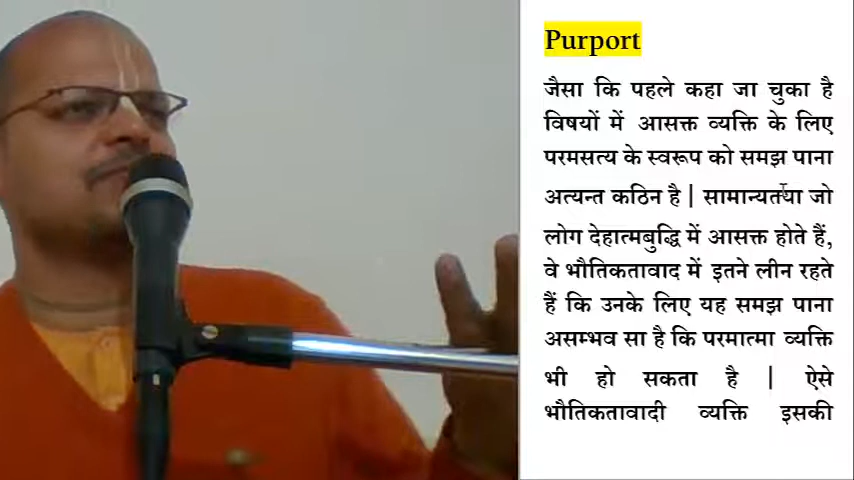 Purport
जैसा कि पहले कहा जा चुका है
विषयों में आसक्त व्यक्ति के लिए
परमसत्य के स्वरूप को समझ पाना
अत्यन्त कठिन है | सामान्यतया जो
लोग देहात्मबुद्धि में आसक्त होते हैं,
वे भौतिकतावाद में इतने लीन रहते
हैं कि उनके लिए यह समझ पाना
असम्भव सा है कि परमात्मा व्यक्ति
भी हो सकता है | ऐसे
भौतिकतावादी व्यक्ति इसकी